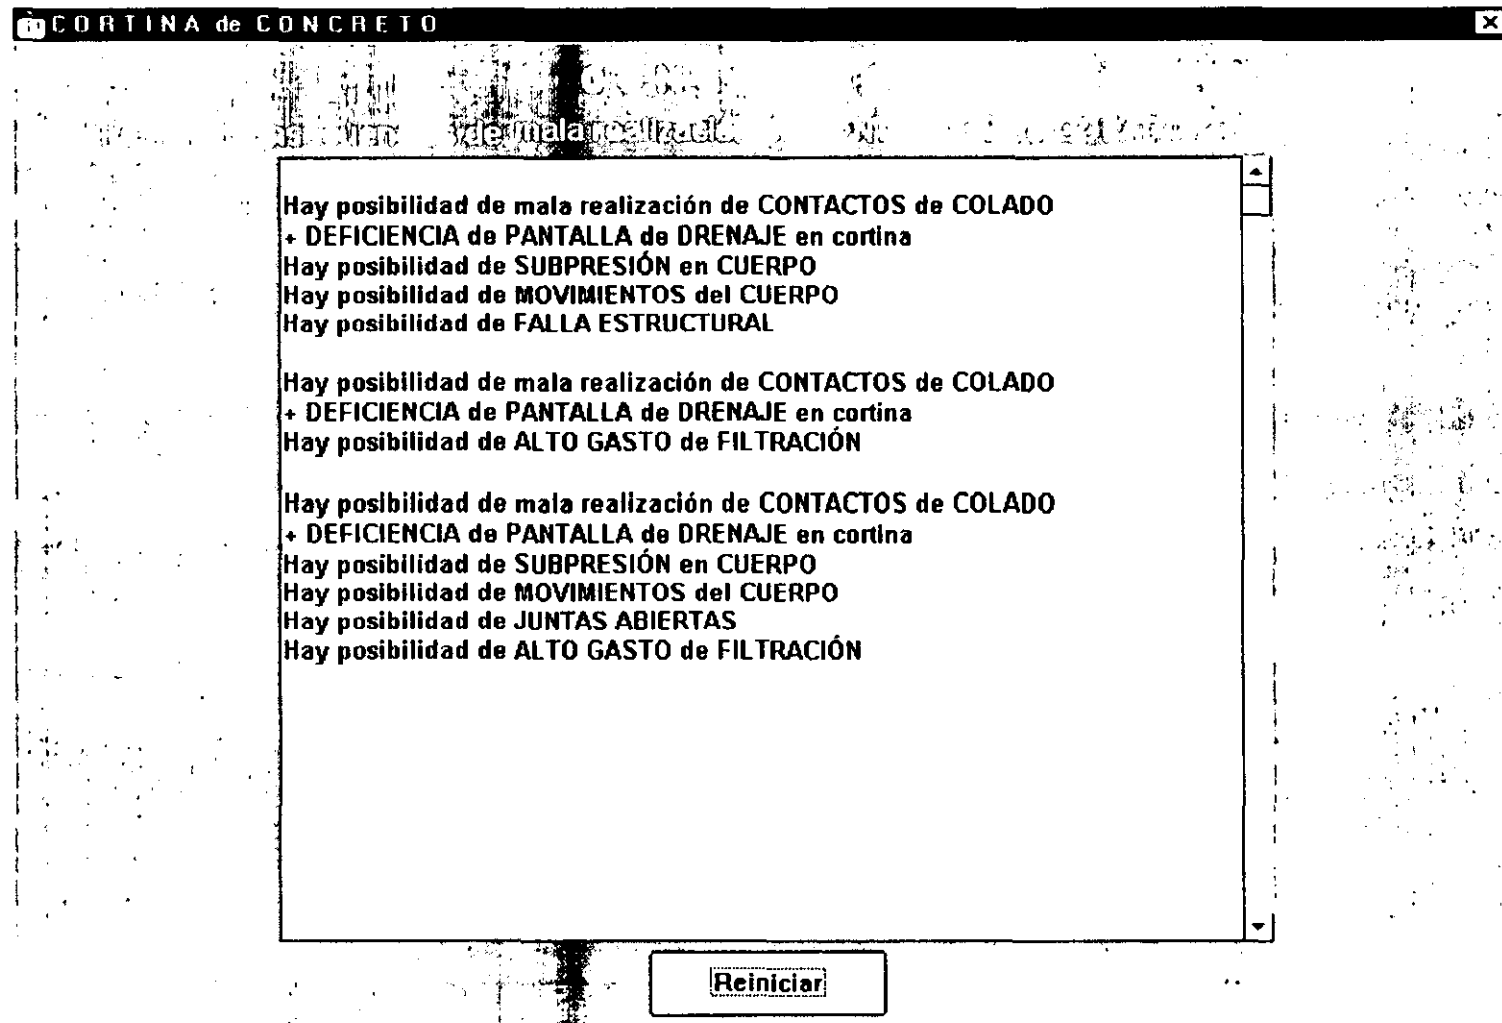 CORTINA de CONCRETO
de mala realizació
Hay posibilidad de mala realización de CONTACTOS de COLADO
+ DEFICIENCIA de PANTALLA de DRENAJE en cortina
Hay posibilidad de SUBPRESIÓN en CUERPO
Hay posibilidad de MOVIMIENTOS del CUERPO
Hay posibilidad de FALLA ESTRUCTURAL
Hay posibilidad de mala realización de CONTACTOS de COLADO
+ DEFICIENCIA de PANTALLA de DRENAJE en cortina
Hay posibilidad de ALTO GASTO de FILTRACIÓN
Hay posibilidad de mala realización de CONTACTOS de COLADO
+ DEFICIENCIA de PANTALLA de DRENAJE en cortina
Hay posibilidad de SUBPRESIÓN en CUERPO
Hay posibilidad de MOVIMIENTOS del CUERPO
Hay posibilidad de JUNTAS ABIERTAS
Hay posibilidad de ALTO GASTO de FILTRACIÓN
Reiniciar